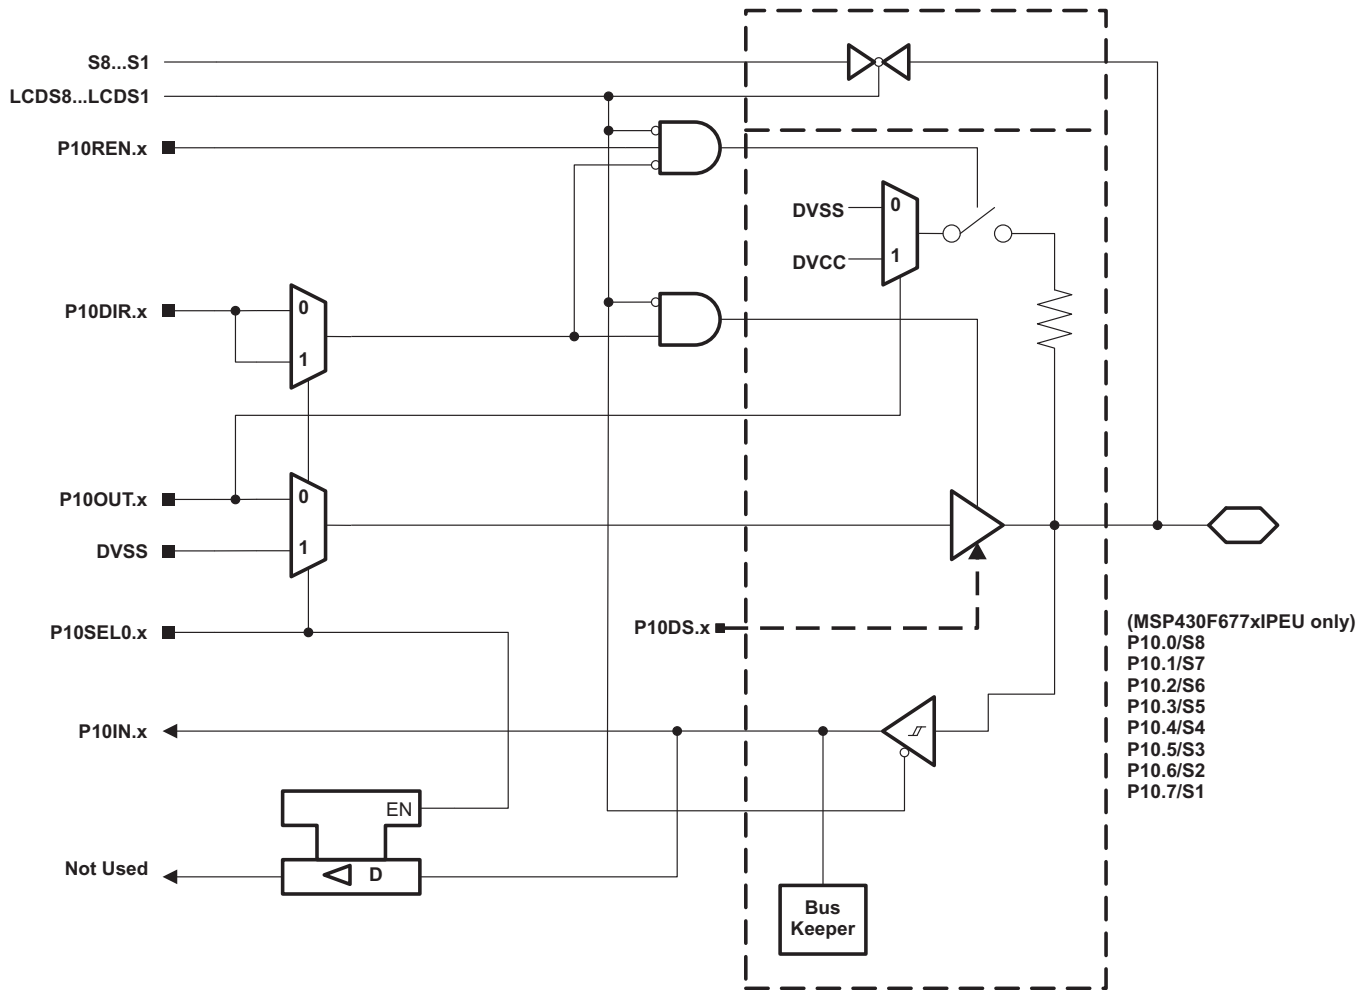 S8...S1
LCDS8...LCDS1
P10REN.x
DVSS
0
DVCC
1
P10DIR.x
0
1
P10OUT.x
0
DVSS
1
P10SEL0.x
P10DS.x
(MSP430F677xIPEU only)
P10.0/S8
P10.1/S7
P10.2/S6
P10.3/S5
P10.4/S4
P10.5/S3
P10.6/S2
P10.7/S1
P10IN.x
EN
Not Used
D
Bus
Keeper